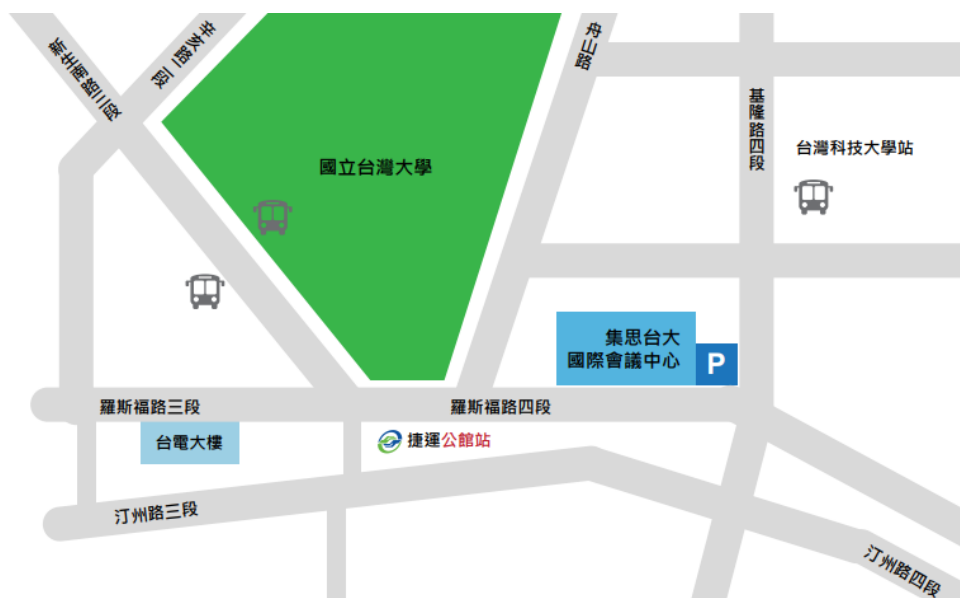 新生南路三段
辛亥路一段
舟山路
基隆路四段
國立台灣大學
台灣科技大學站
集思台大
國際會議中心
P
羅斯福路三段
羅斯福路四段
台電大樓
捷運公館站
汀州路三段
汀州路四段